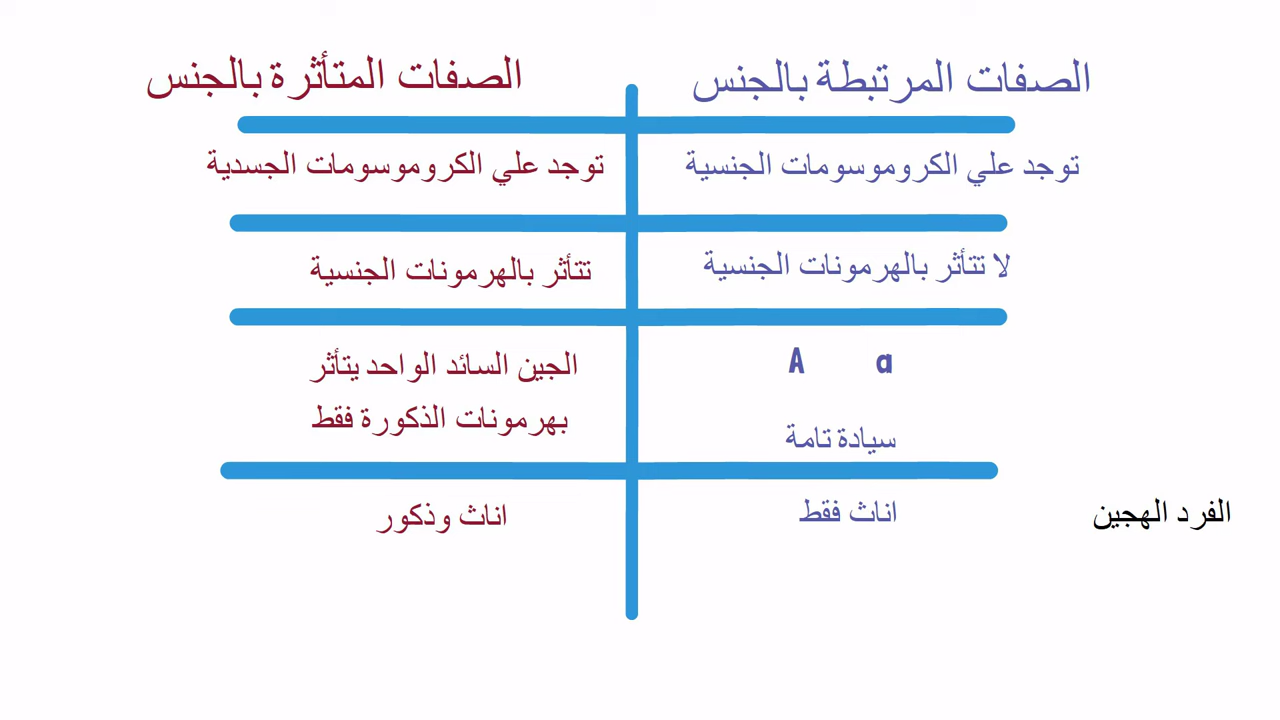 الصفات المرتبطة بالجنس
الصفات المتأثرة بالجنس
توجد علي الكروموسومات الجنسية
توجد علي الكروموسومات الجسدية
لا تتأثر بالهرمونات الجنسية
تتأثر بالهرمونات الجنسية
A a
سيادة تامة
الجين السائد الواحد يتأثر
بهرمونات الذكورة فقط
الفرد الهجين
اناث فقط
اناث وذكور